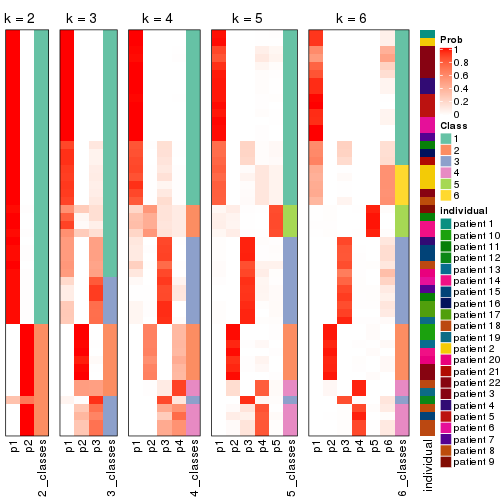 k = 2
k = 3
k = 4
k = 5
k = 6
p1
p2
2_classes
p1
p2
p3
3_classes
p1
p2
p3
p4
4_classes
p1
p2
p3
p4
p5
5_classes
p1
p2
p3
p4
p5
p6
6_classes
individual
Prob
1
0.8
0.6
0.4
0.2
0
Class
1
2
3
4
5
6
Individual
patient 1
patient 10
patient 11
patient 12
patient 13
patient 14
patient 15
patient 16
patient 17
patient 18
patient 19
patient 2
patient 20
patient 21
patient 22
patient 3
patient 4
patient 5
patient 6
patient 7
patient 8
patient 9